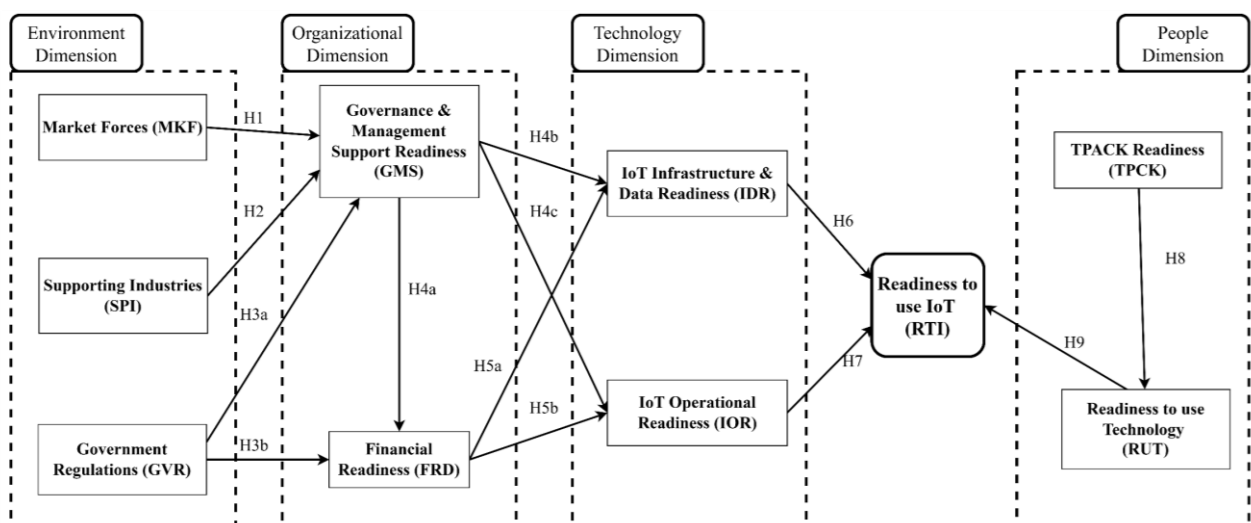 Environment
Dimension
Organizational
Dimension
Technology
Dimension
People
Dimension
Market Forces (MKF)
H1
Governance &
Management
Support Readiness
(GMS)
H4b
IoT Infrastructure &
Data Readiness (IDR)
TPACK Readiness
(TPCK)
H2
H4c
H6
H8
Supporting Industries
(SPI)
H3a
H4a
Readiness to
use IoT
(RTI)
H5a
H7
H9
Government
Regulations (GVR)
H3b
Financial
Readiness (FRD)
H5b
IoT Operational
Readiness (IOR)
Readiness to use
Technology
(RUT)